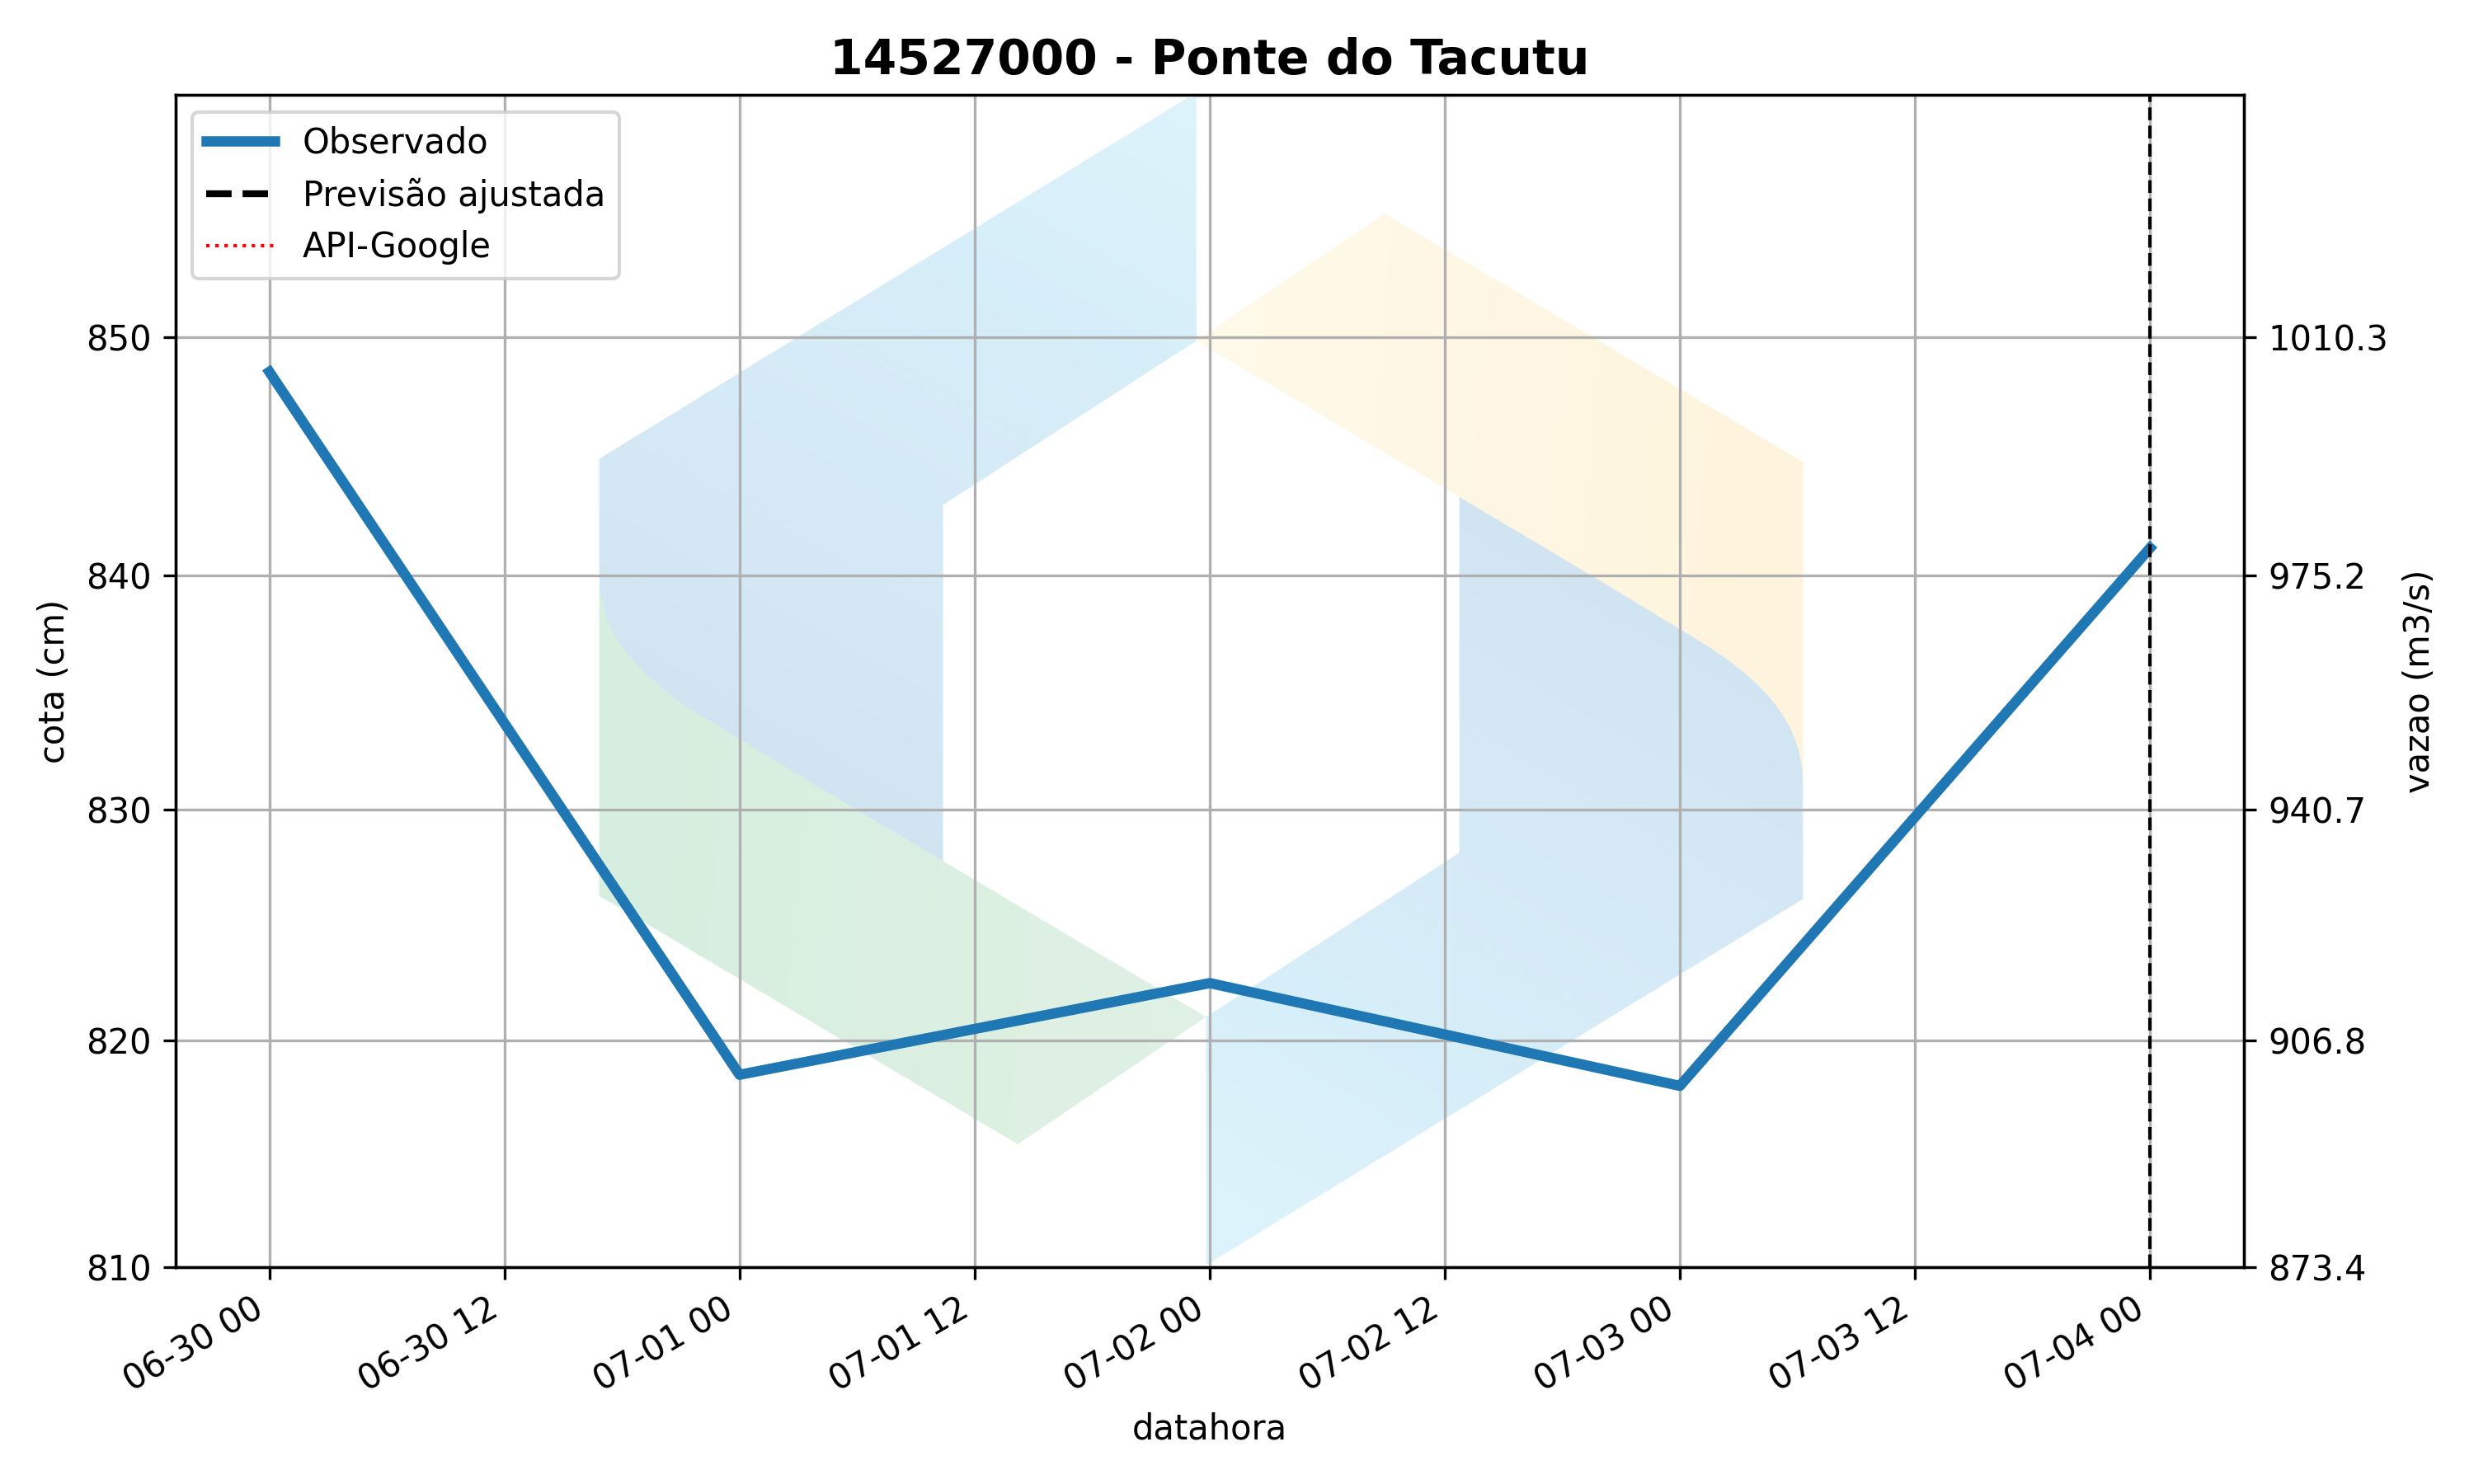 14527000 - Ponte do Tacutu
Observado
Previsão ajustada
API-Google
850
840
830
820
810
cota (cm)
1010.3
975.2
940.7
906.8
873.4
vazao (m3/s)
06-30 00
06-30 12
07-01 00
07-01 12
07-02 00
07-02 12
07-03 00
07-03 12
07-04 00
datahora